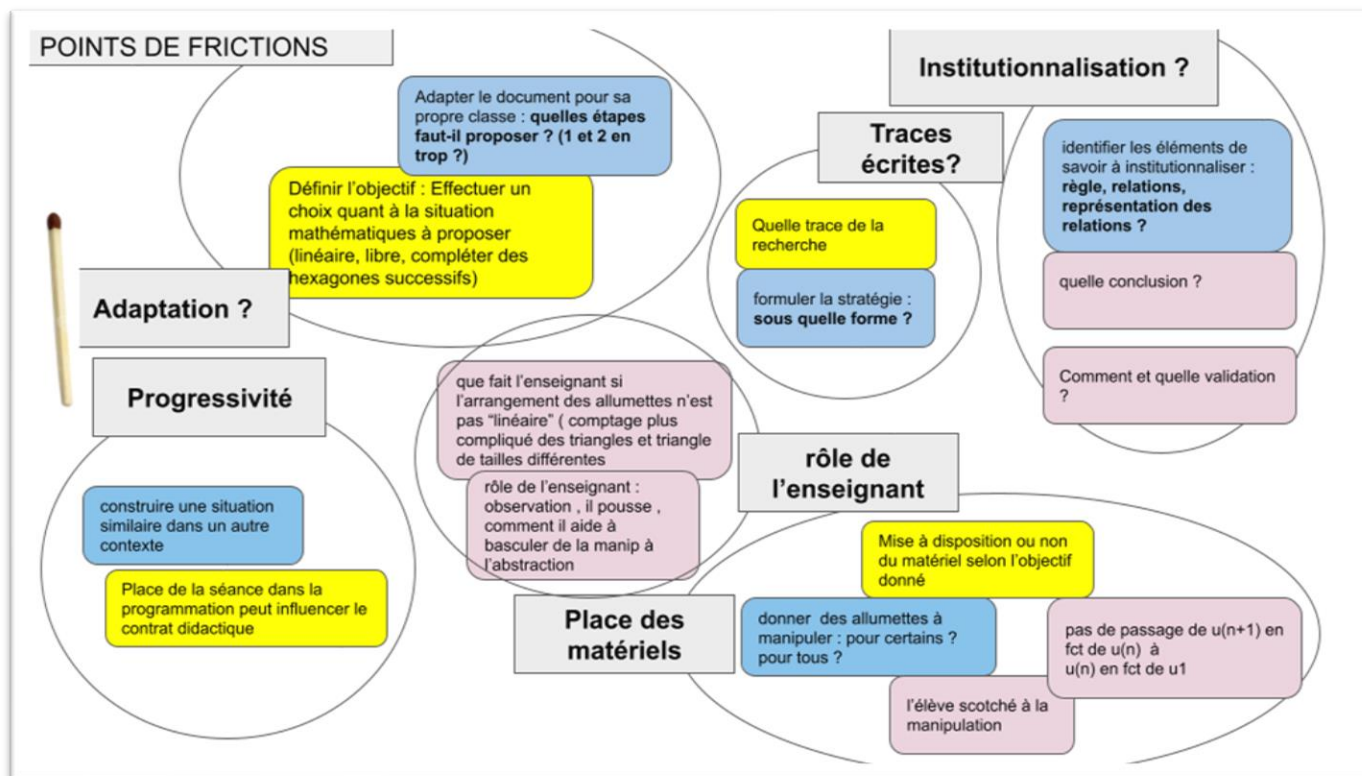 POINTS DE FRICTIONS
Adapter le document pour sa
propre classe : quelles étapes
faut-il proposer ? (1 et 2 en
trop ?)
Définir l’objectif : Effectuer un
choix quant à la situation
mathématiques à proposer
(linéaire, libre, compléter des
hexagones successifs)
Adaptation ?
Institutionnalisation ?
identifier les éléments de
savoir à institutionnaliser :
règle, relations,
représentation des
relations ?
quelle conclusion ?
Comment et quelle validation
?
Traces
écrites?
Quelle trace de la
recherche
formuler la stratégie :
sous quelle forme ?
Progressivité
construire une situation
similaire dans un autre
contexte
Place de la séance dans la
programmation peut influencer le
contrat didactique
que fait l’enseignant si
l’arrangement des allumettes n’est
pas “linéaire” ( comptage plus
compliqué des triangles et triangle
de tailles différentes
rôle de l’enseignant :
observation , il pousse ,
comment il aide à
basculer de la manip à
l’abstraction
rôle de
l’enseignant
Place des
matériels
Mise à disposition ou non
du matériel selon l’objectif
donné
donner des allumettes à
manipuler : pour certains ?
pour tous ?
pas de passage de u(n+1) en
fct de u(n) à
u(n) en fct de u1
l’élève scotché à la
manipulation